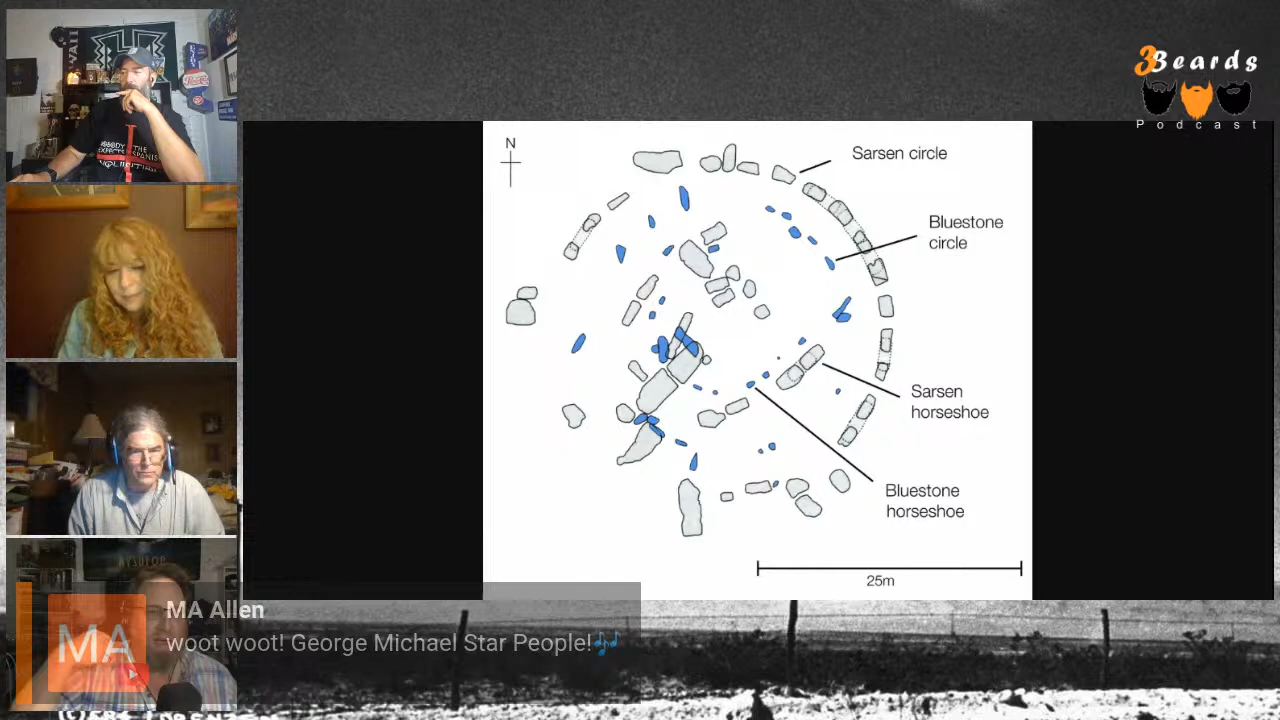 3Beards
Podcast
N
Sarsen circle
Bluestone
circle
Sarsen
horseshoe
Bluestone
horseshoe
25m
MA
MA Allen
woot woot! George Michael Star People!🎶